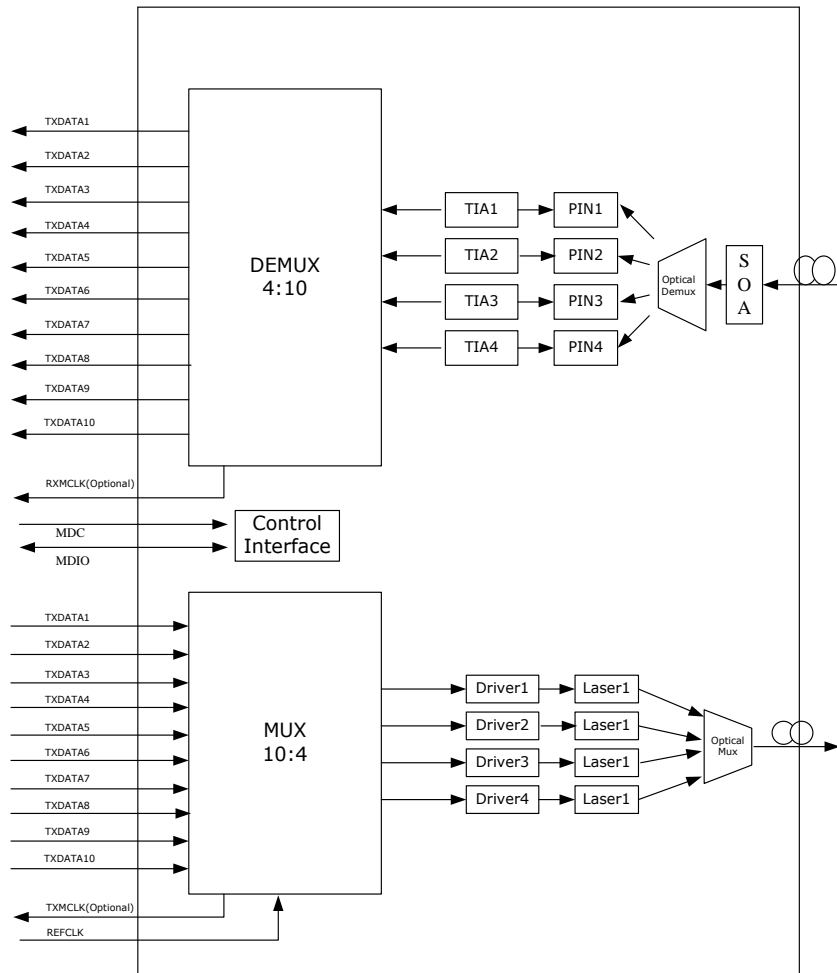 TXDATA1
TXDATA2
TXDATA3
TXDATA4
TXDATA5
TXDATA6
TXDATA7
TXDATA8
TXDATA9
TXDATA10
RXMCLK(Optional)
DEMUX
4:10
TIA1
PIN1
TIA2
PIN2
TIA3
PIN3
TIA4
PIN4
Optical
Demux
S
O
A
MDC
MDIO
Control
Interface
TXDATA1
TXDATA2
TXDATA3
TXDATA4
TXDATA5
TXDATA6
TXDATA7
TXDATA8
TXDATA9
TXDATA10
TXMCLK(Optional)
REFCLK
MUX
10:4
Driver1
Laser1
Driver2
Laser1
Driver3
Laser1
Driver4
Laser1
Optical
Mux